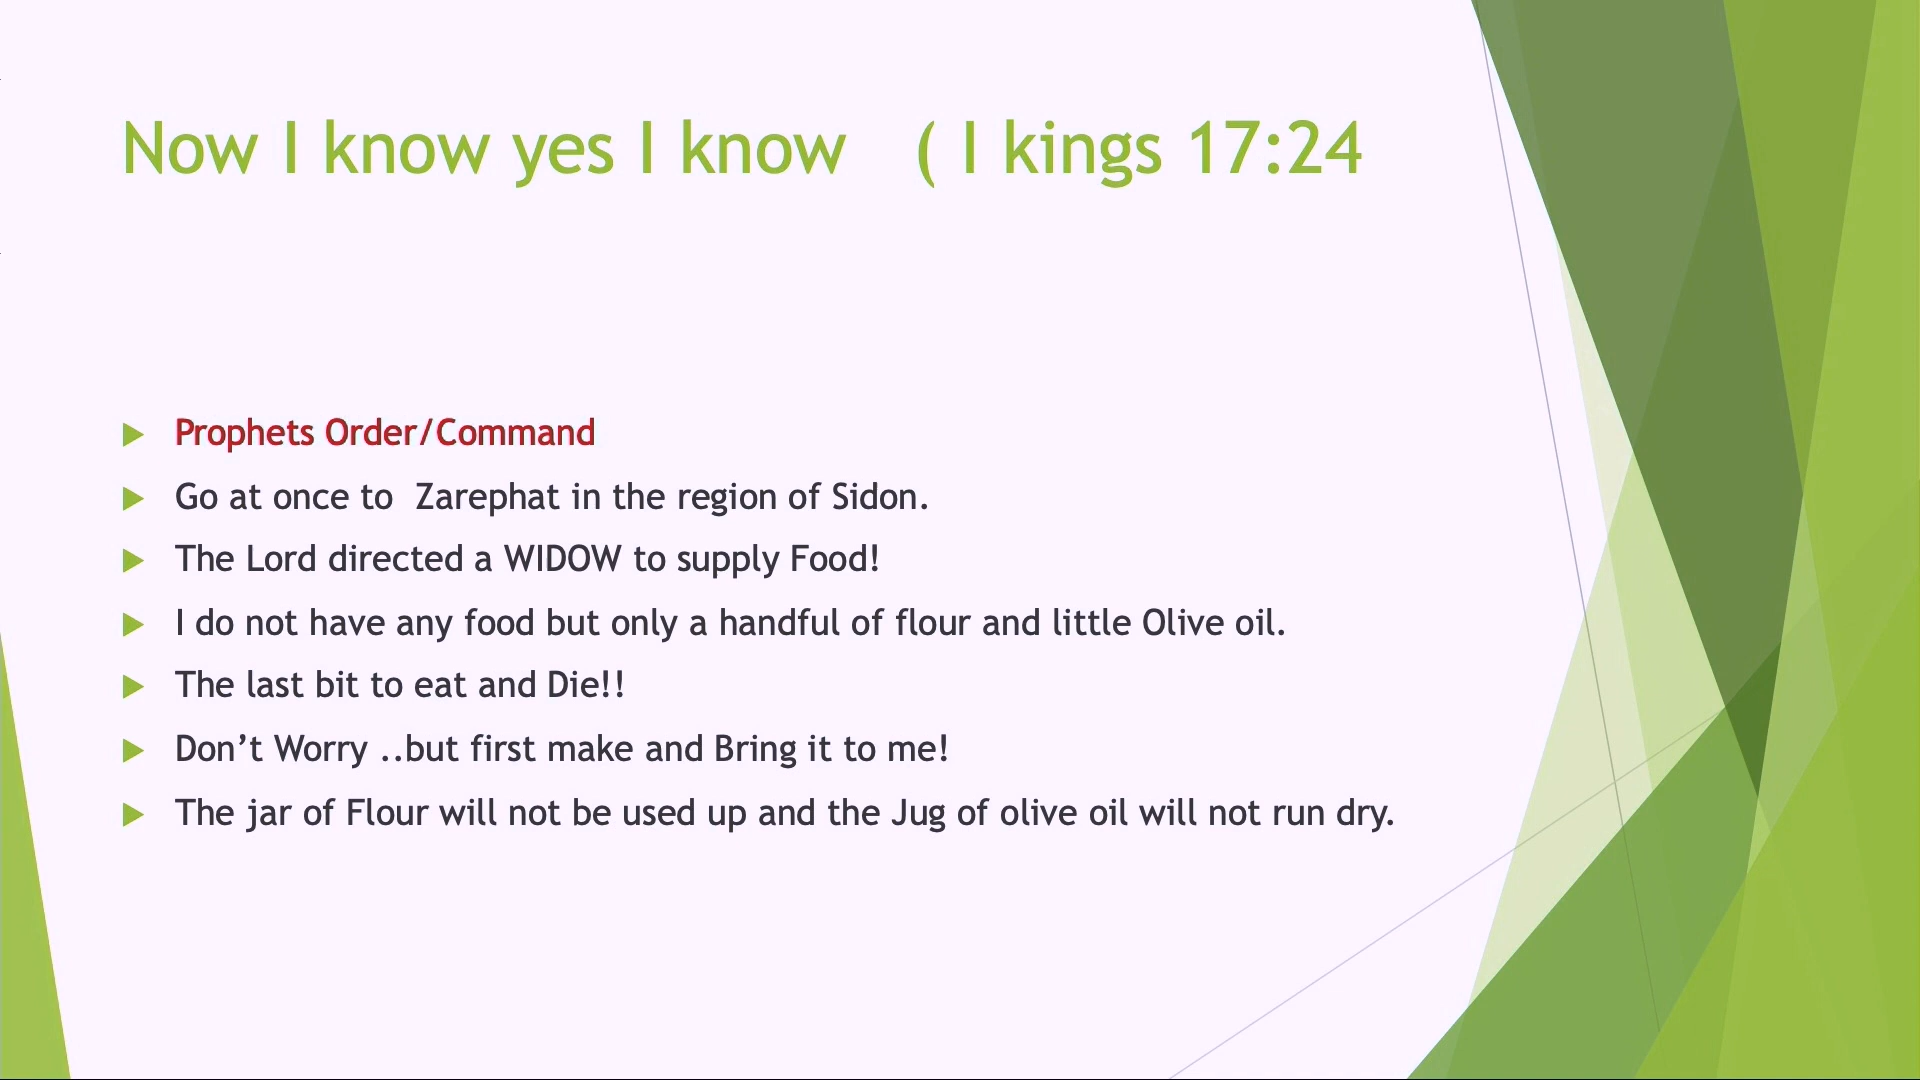 Now I know yes I know   ( I kings 17:24
Prophets Order/Command
Go at once to  Zarephat in the region of Sidon.
The Lord directed a WIDOW to supply Food!
I do not have any food but only a handful of flour and little Olive oil.
The last bit to eat and Die!!
Don’t Worry ..but first make and Bring it to me!
The jar of Flour will not be used up and the Jug of olive oil will not run dry.